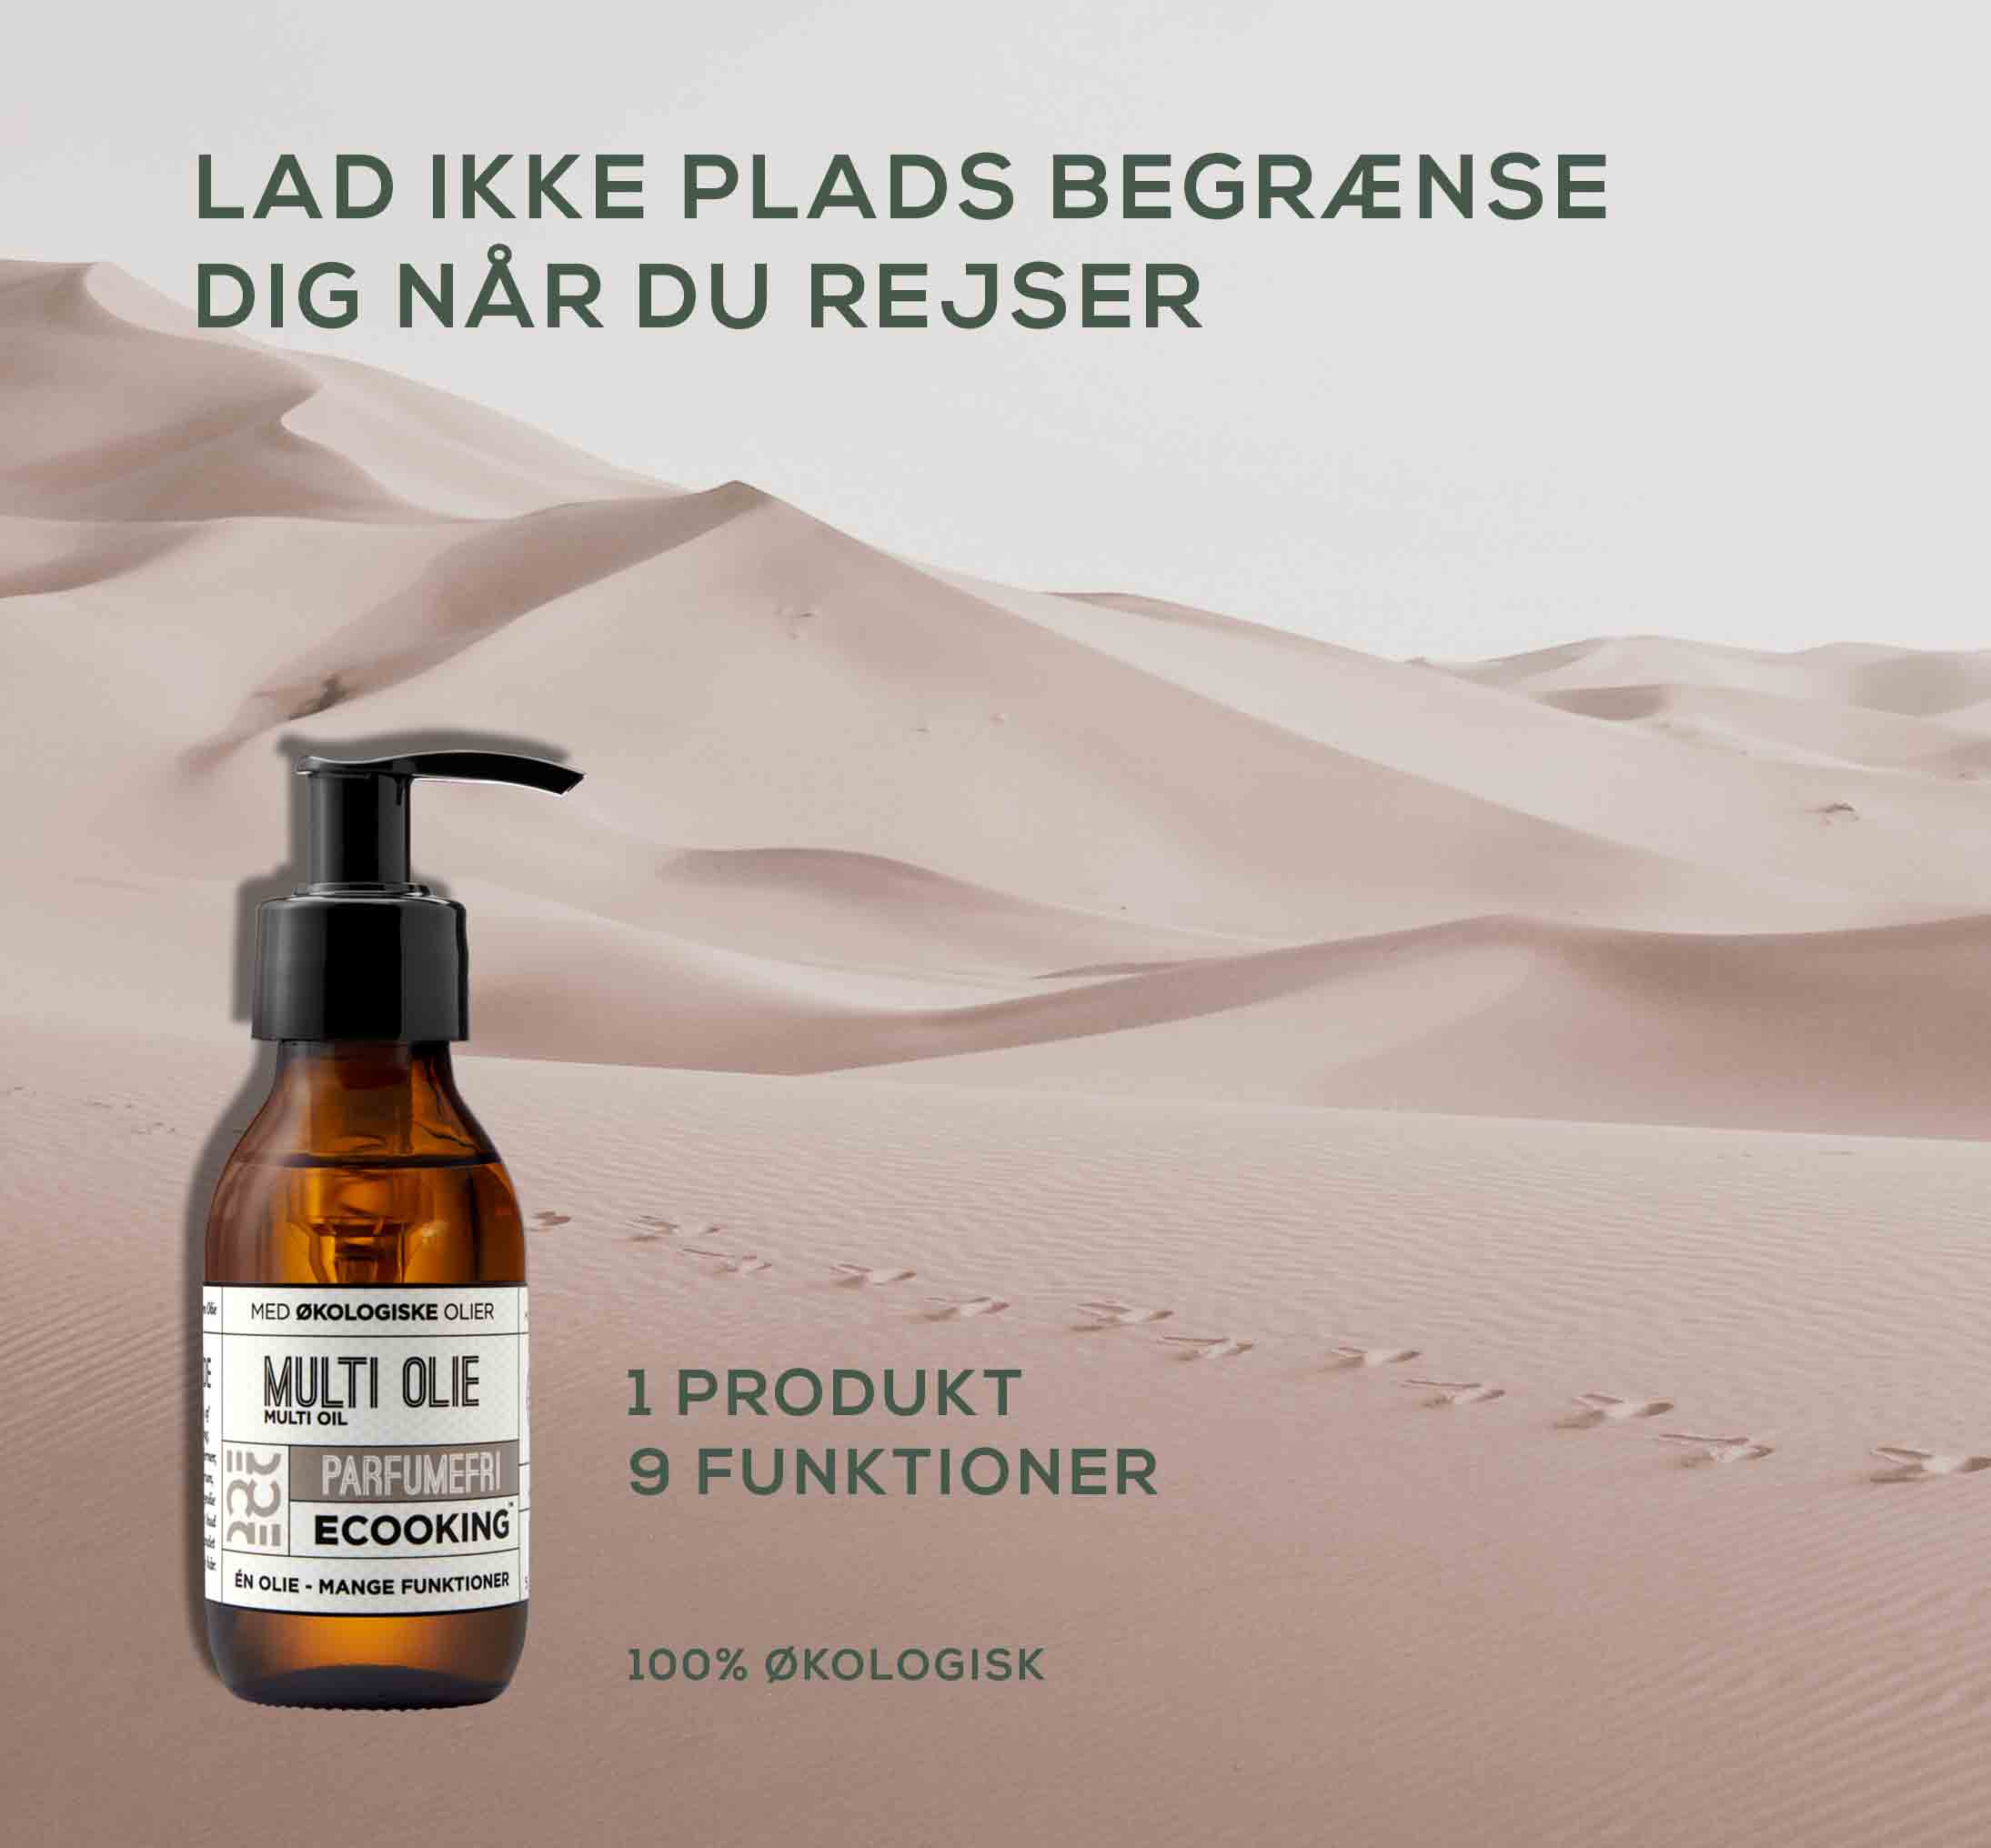 LAD IKKE PLADS BEGRÆNSE
DIG NÅR DU REJSER
MED ØKOLOGISKE OLIER
MULTI OLIE
MULTI OIL
PARFUMEFRI
ECOOKING™
ÉN OLIE - MANGE FUNKTIONER
1 PRODUKT
9 FUNKTIONER
100% ØKOLOGISK